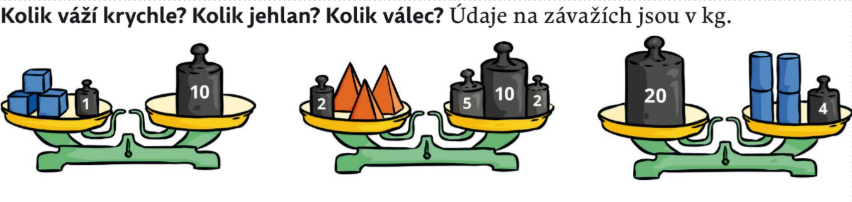 Kolik váží krychle? Kolik jehlan? Kolik válec? Údaje na závažích jsou v kg.
1 10 2 5 10 2 20 4